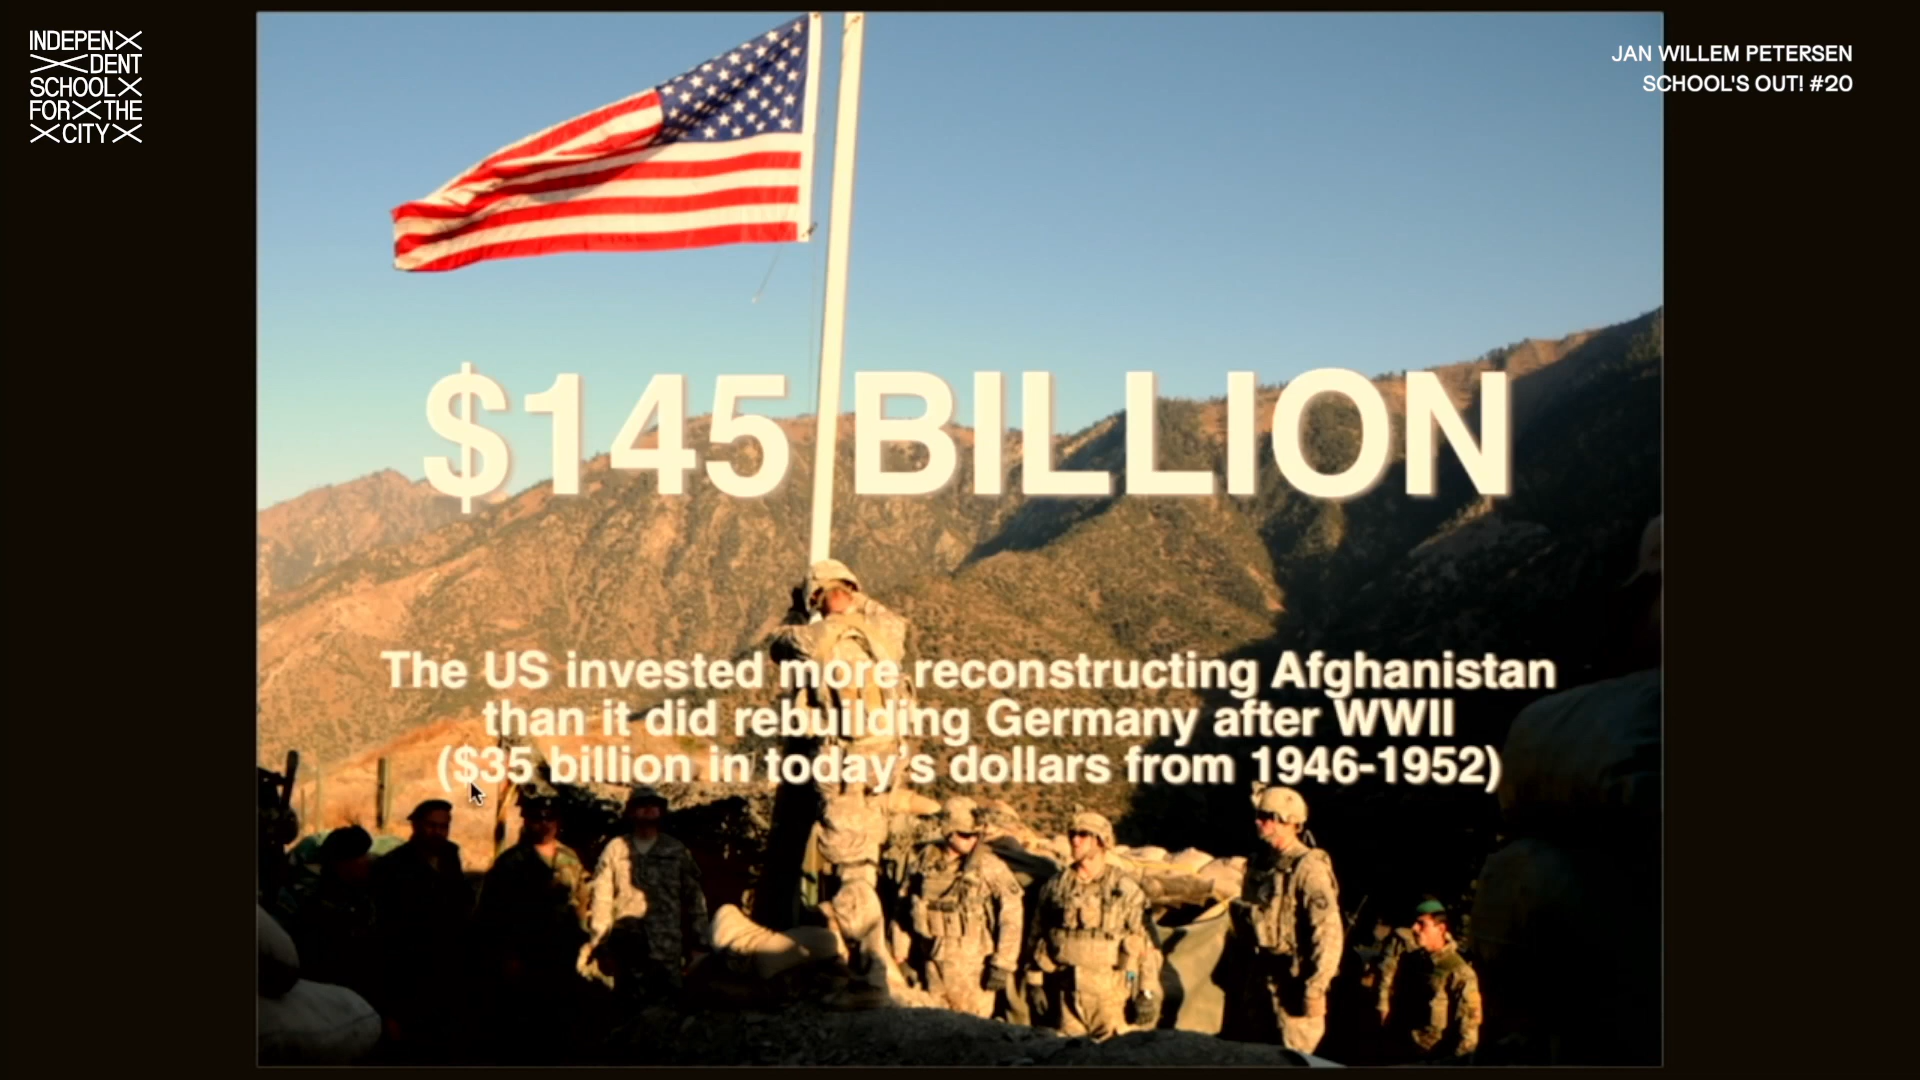 INDEPEN
DENT
SCHOOL
FOR THE
CITY
JAN WILLEM PETERSEN
SCHOOL'S OUT! #20
$145 BILLION
The US invested more reconstructing Afghanistan
than it did rebuilding Germany after WWII
($35 billion in today's dollars from 1946-1952)